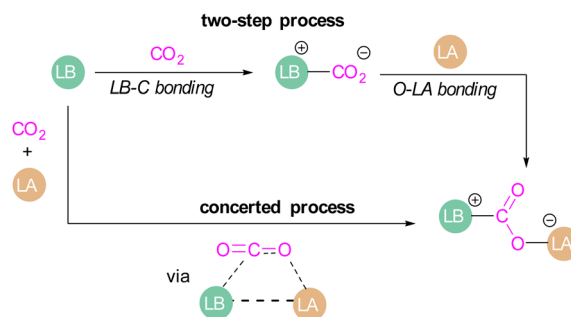 two-step process
LB
CO₂
LB-C bonding
⊕ ⊖
LB—CO₂
LA
O-LA bonding
CO₂
+
LA
concerted process
O=C=O
via
LB
LA
O
⊕
LB—C
⊖
O—LA